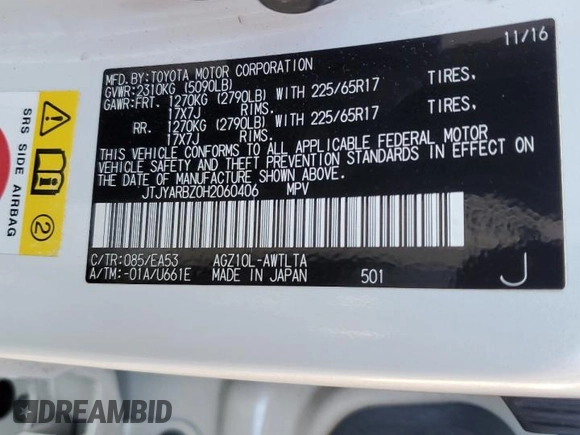 11/16
MFD.BY:TOYOTA MOTOR CORPORATION
GVWR:2310KG (5090LB)
GAWR:FRT. 1270KG (2790LB) WITH 225/65R17 TIRES.
17X7J RIMS.
RR. 1270KG (2790LB) WITH 225/65R17 TIRES.
17X7J RIMS.
THIS VEHICLE CONFORMS TO ALL APPLICABLE FEDERAL MOTOR
VEHICLE SAFETY AND THEFT PREVENTION STANDARDS IN EFFECT ON
THE DATE OF MANUFACTURE SHOWN ABOVE.
JTJYARBZ0H2060406 MPV
C/TR:085/EA53 AGZ10L-AWTLTA
A/TM:-01A/U661E MADE IN JAPAN 501
J
SRS SIDE AIRBAG
2
DREAMBID